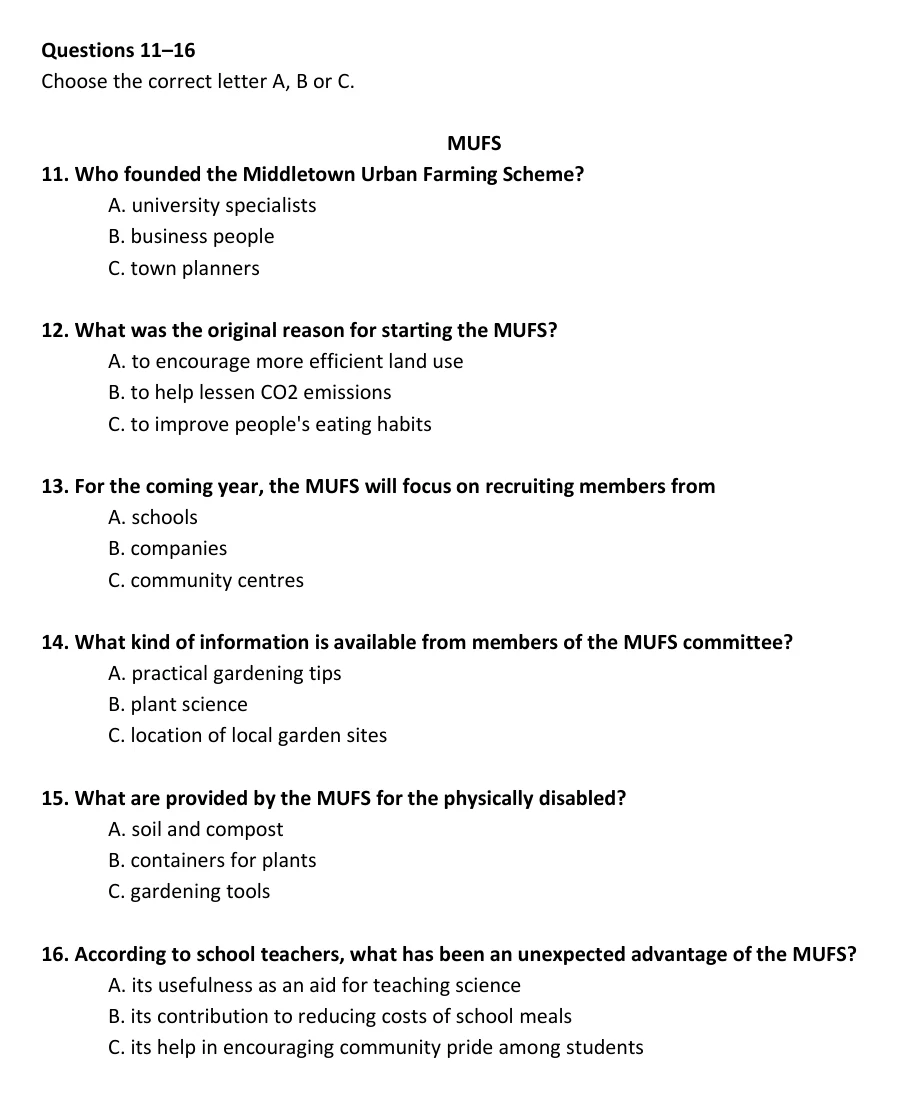 Questions 11–16
Choose the correct letter A, B or C.
MUFS
11. Who founded the Middletown Urban Farming Scheme?
A. university specialists
B. business people
C. town planners
12. What was the original reason for starting the MUFS?
A. to encourage more efficient land use
B. to help lessen CO2 emissions
C. to improve people's eating habits
13. For the coming year, the MUFS will focus on recruiting members from
A. schools
B. companies
C. community centres
14. What kind of information is available from members of the MUFS committee?
A. practical gardening tips
B. plant science
C. location of local garden sites
15. What are provided by the MUFS for the physically disabled?
A. soil and compost
B. containers for plants
C. gardening tools
16. According to school teachers, what has been an unexpected advantage of the MUFS?
A. its usefulness as an aid for teaching science
B. its contribution to reducing costs of school meals
C. its help in encouraging community pride among students